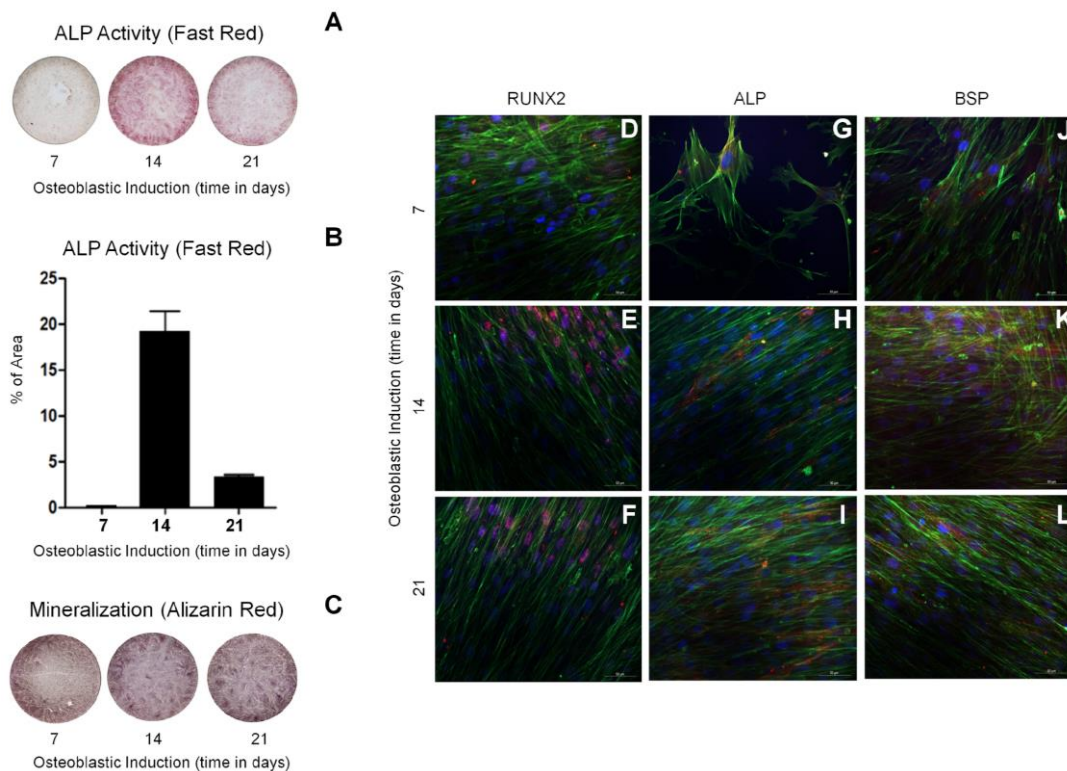 A
ALP Activity (Fast Red)
7 14 21
Osteoblastic Induction (time in days)
B
ALP Activity (Fast Red)
25
20
15
10
5
0
% of Area
7 14 21
Osteoblastic Induction (time in days)
C
Mineralization (Alizarin Red)
7 14 21
Osteoblastic Induction (time in days)
RUNX2 ALP BSP
Osteoblastic Induction (time in days)
7
D G J
14
E H K
21
F I L